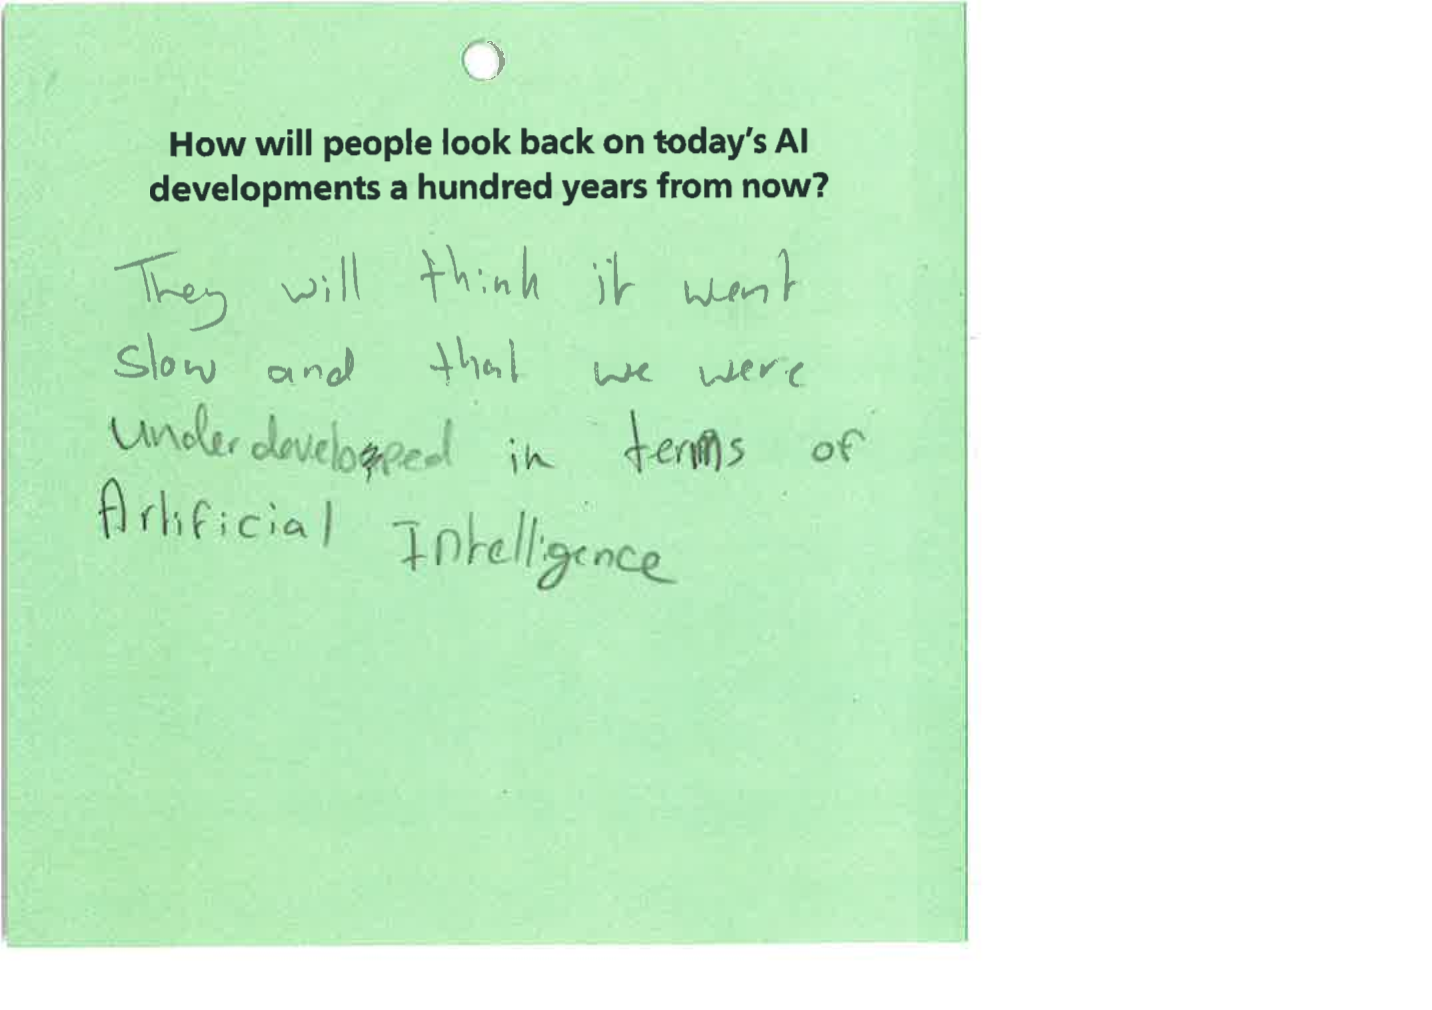 How will people look back on today's AI
developments a hundred years from now?
They will think it went
slow and that we were
underdeveloped in terms of
Artificial Intelligence